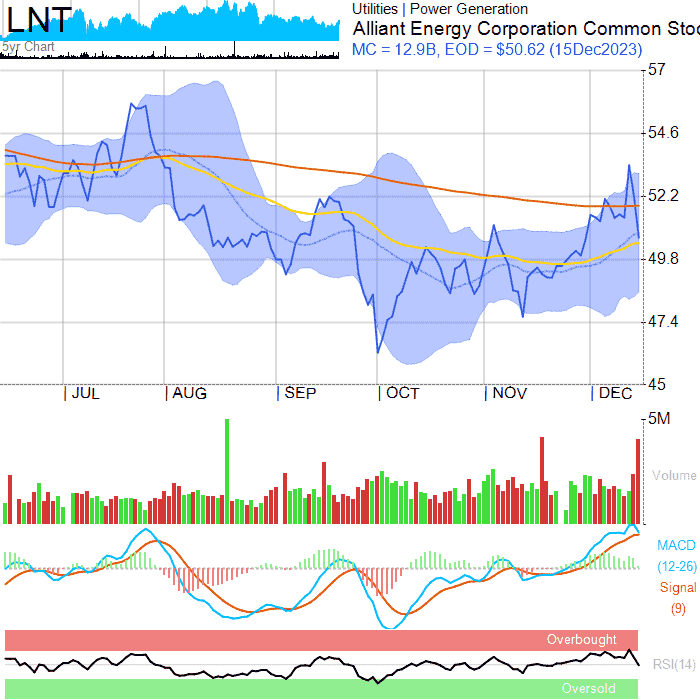 LNT
5yr Chart
Utilities | Power Generation
Alliant Energy Corporation Common Stoc
MC = 12.9B, EOD = $50.62 (15Dec2023)
57
54.6
52.2
49.8
47.4
45
JUL AUG SEP OCT NOV DEC
5M
Volume
MACD
(12-26)
Signal
(9)
Overbought
RSI(14)
Oversold